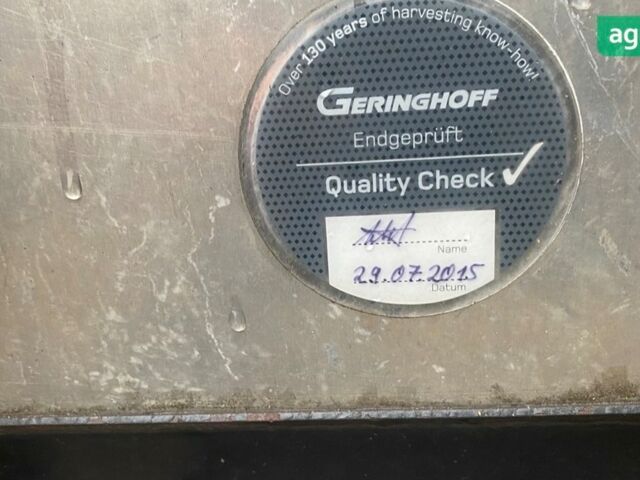 Over 130 years of harvesting know-how!
ag
GERINGHOFF
Endgeprüft
Quality Check
Name
29.07.2015
Datum